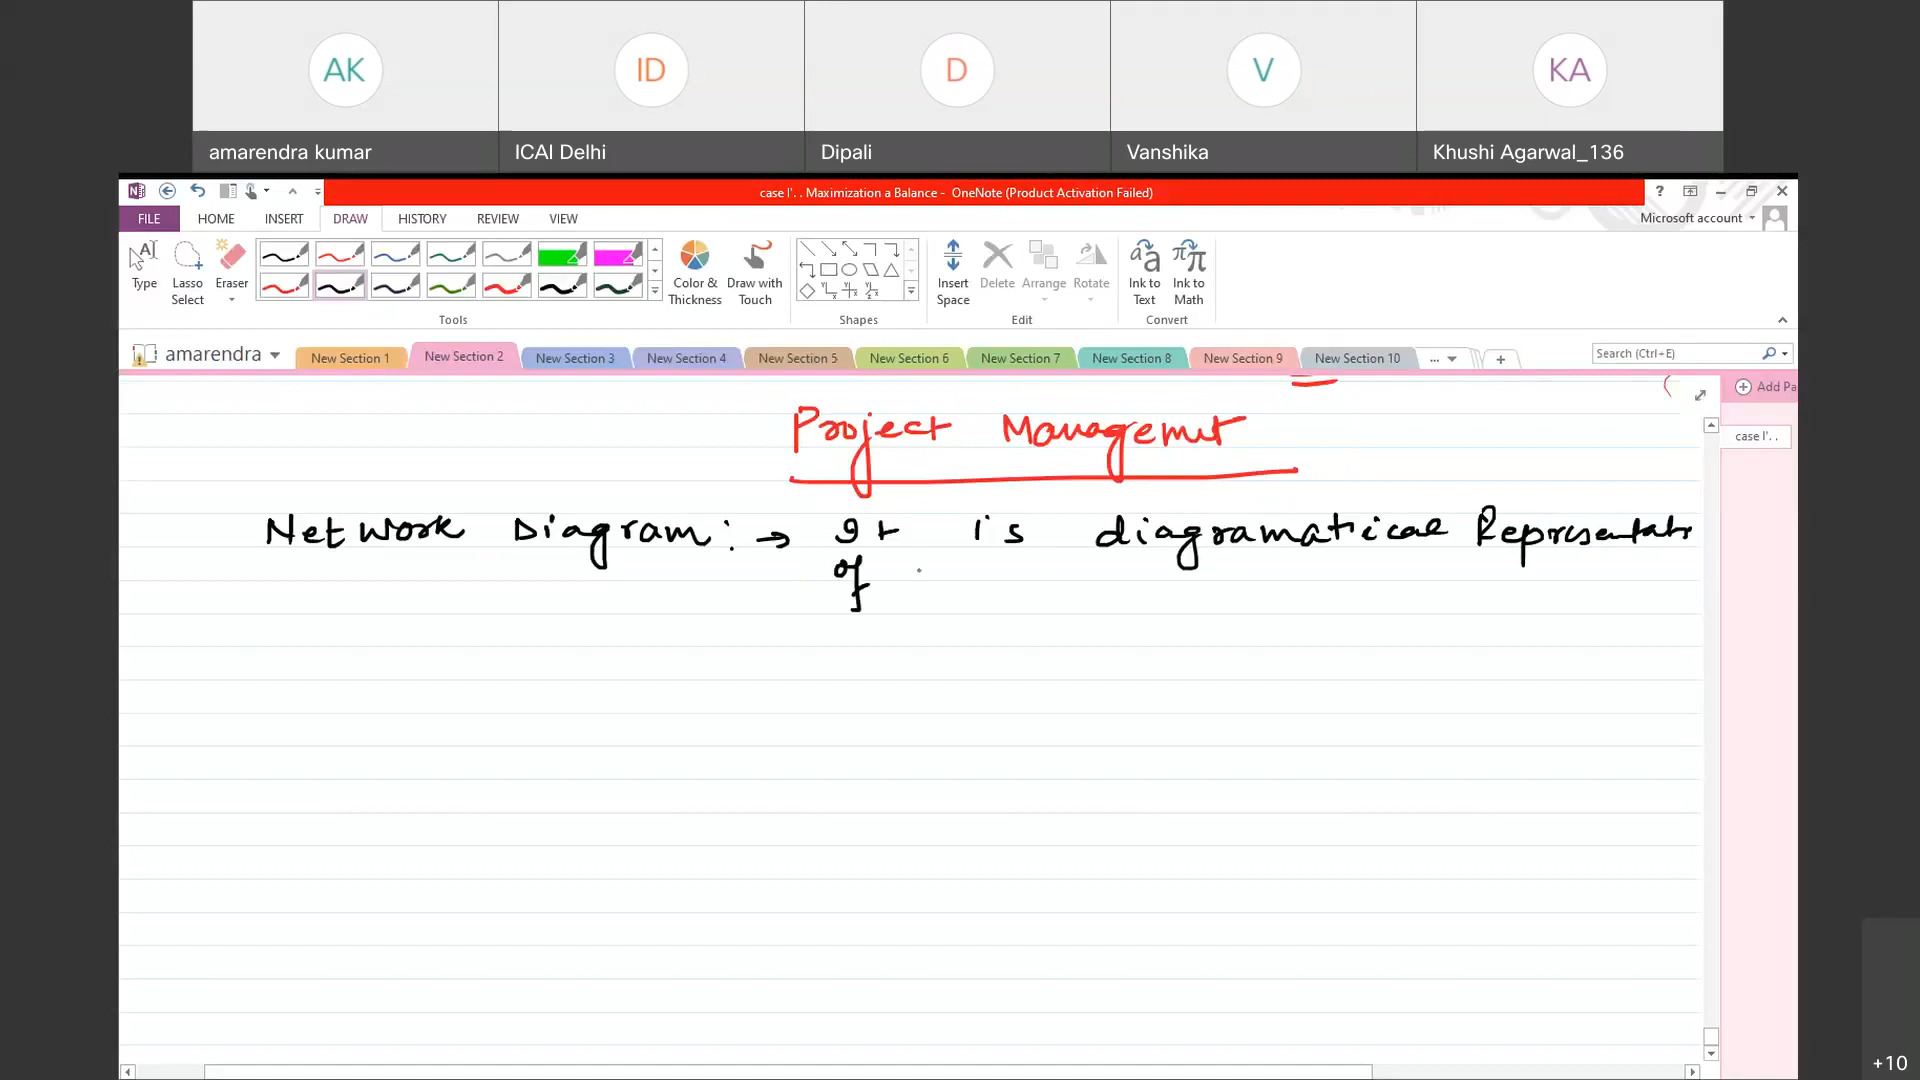 AK ID D V KA
amarendra kumar ICAI Delhi Dipali Vanshika Khushi Agarwal_136
case I'. . Maximization a Balance - OneNote (Product Activation Failed) ?
FILE HOME INSERT DRAW HISTORY REVIEW VIEW Microsoft account
Type Lasso Select Eraser Color & Thickness Draw with Touch Insert Space Delete Arrange Rotate Ink to Text Ink to Math
Tools Shapes Edit Convert
amarendra New Section 1 New Section 2 New Section 3 New Section 4 New Section 5 New Section 6 New Section 7 New Section 8 New Section 9 New Section 10 ... Search (Ctrl+E)
Add Pa
case I'. .
Project Managemnt
Network Diagram:→ It is diagramatical Representatn
of
+10